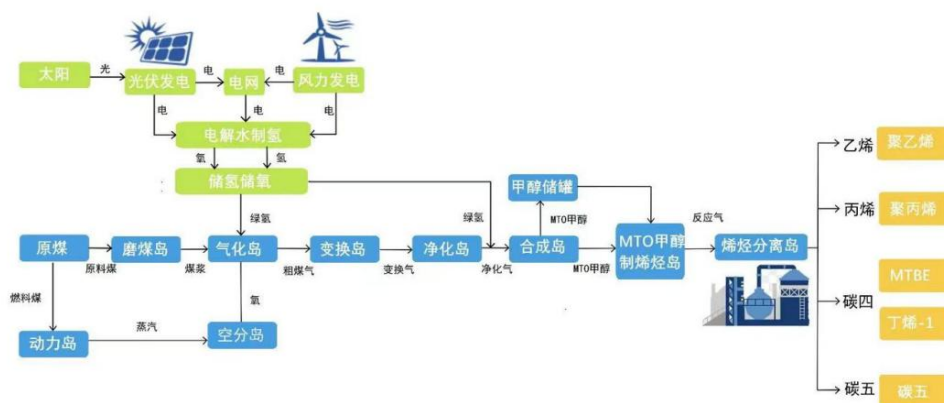 太阳
光
光伏发电
电
电网
电
风力发电
电
电
电
电解水制氢
氧
氢
储氢储氧
绿氢
绿氢
甲醇储罐
MTO甲醇
原煤
原料煤
磨煤岛
煤浆
气化岛
粗煤气
变换岛
变换气
净化岛
净化气
合成岛
MTO甲醇
MTO甲醇
制烯烃岛
反应气
烯烃分离岛
燃料煤
动力岛
蒸汽
空分岛
氧
乙烯
聚乙烯
丙烯
聚丙烯
碳四
MTBE
丁烯-1
碳五
碳五